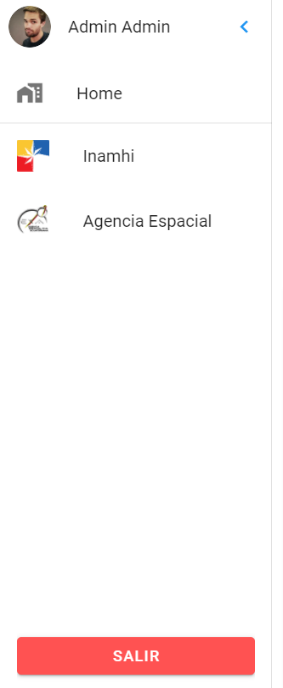 Admin Admin
Home
Inamhi
Agencia Espacial
SALIR